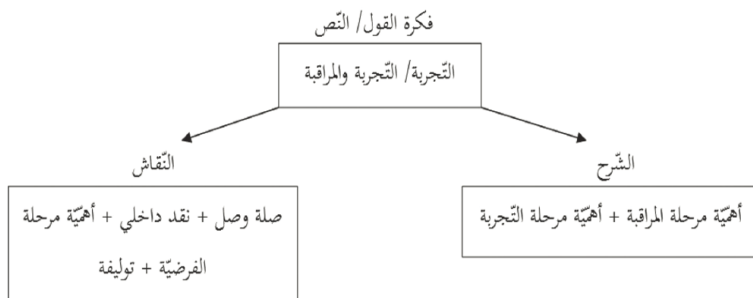 فكرة القول/ النّص
التّجربة/ التّجربة والمراقبة
الشّرح
أهمّيّة مرحلة المراقبة + أهمّيّة مرحلة التّجربة
النّقاش
صلة وصل + نقد داخلي + أهمّيّة مرحلة
الفرضيّة + توليفة